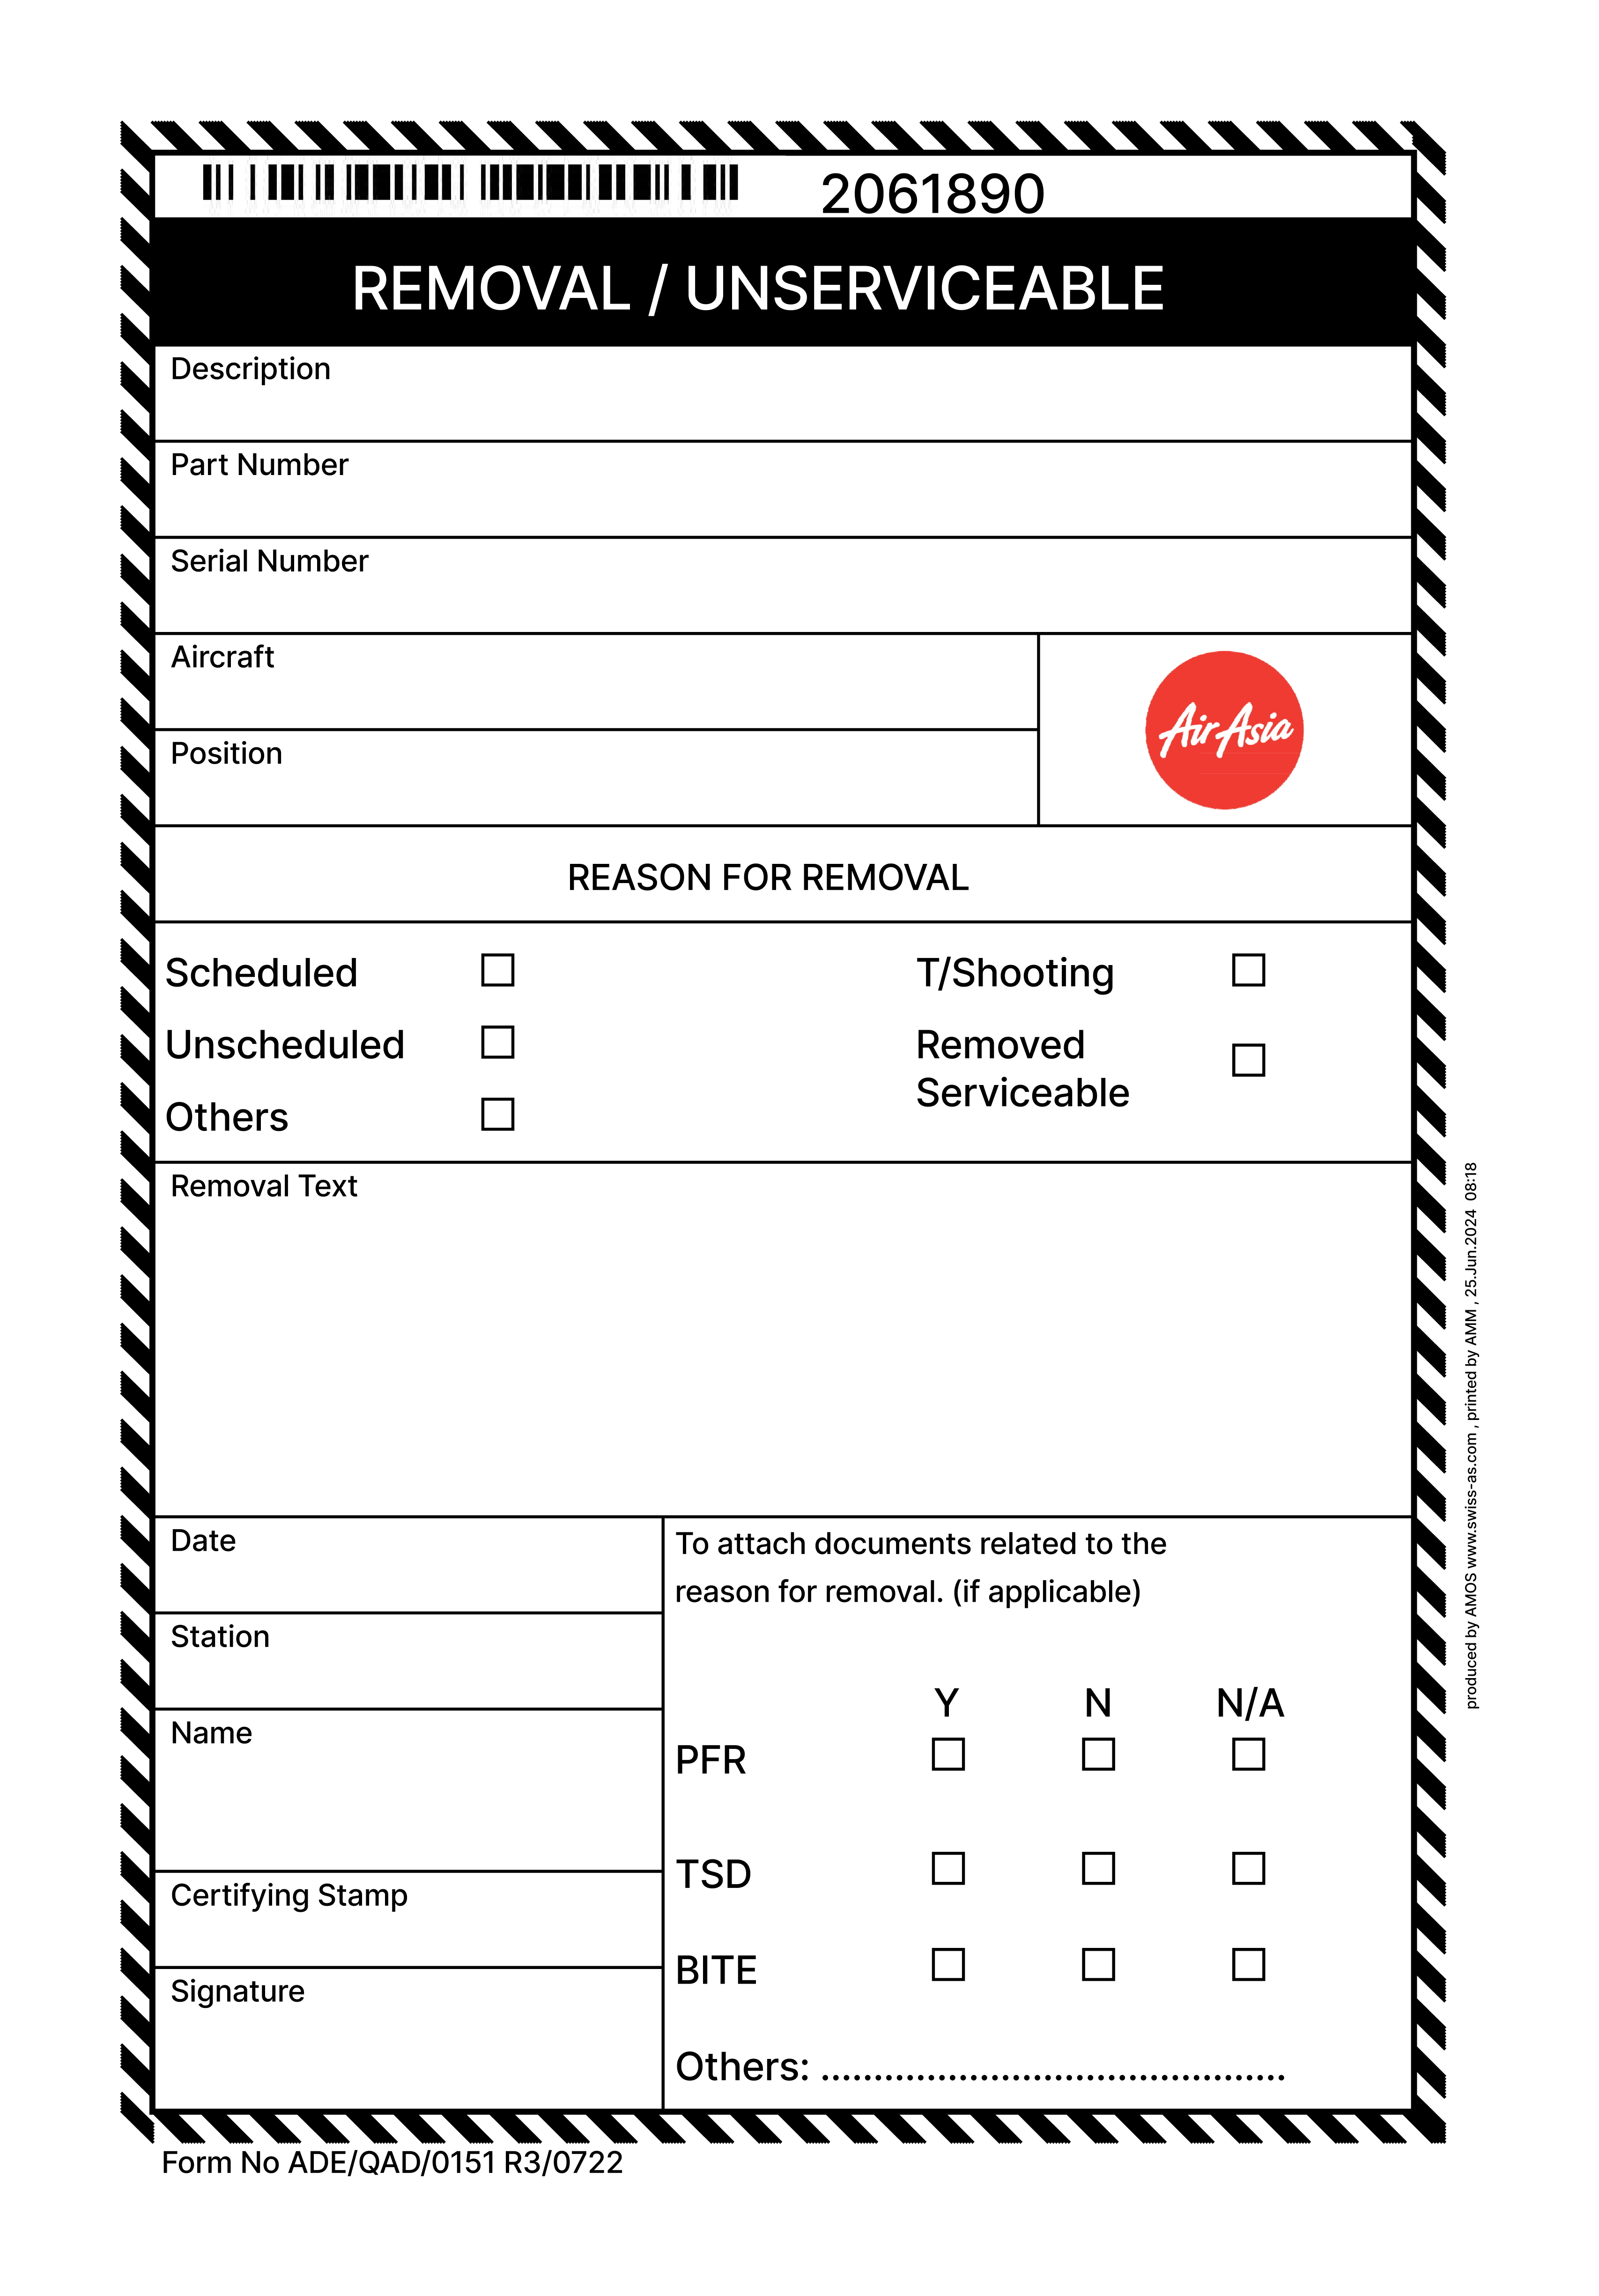 2061890
REMOVAL / UNSERVICEABLE
Description
Part Number
Serial Number
Aircraft
Position
AirAsia
REASON FOR REMOVAL
Scheduled
T/Shooting
Unscheduled
Removed
Serviceable
Others
Removal Text
Date
Station
Name
Certifying Stamp
Signature
To attach documents related to the
reason for removal. (if applicable)
Y N N/A
PFR
TSD
BITE
Others: ............................................
Form No ADE/QAD/0151 R3/0722
produced by AMOS www.swiss-as.com , printed by AMM , 25.Jun.2024 08:18